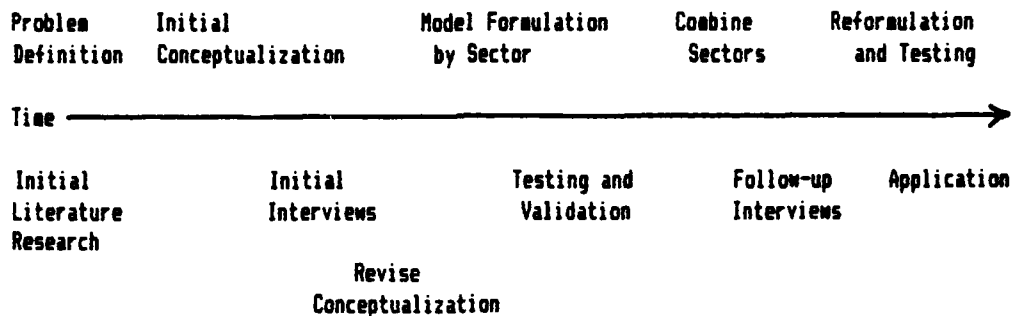 Problem Initial Model Formulation Combine Reformulation
Definition Conceptualization by Sector Sectors and Testing
Time
Initial Initial Testing and Follow-up Application
Literature Interviews Validation Interviews
Research
Revise
Conceptualization